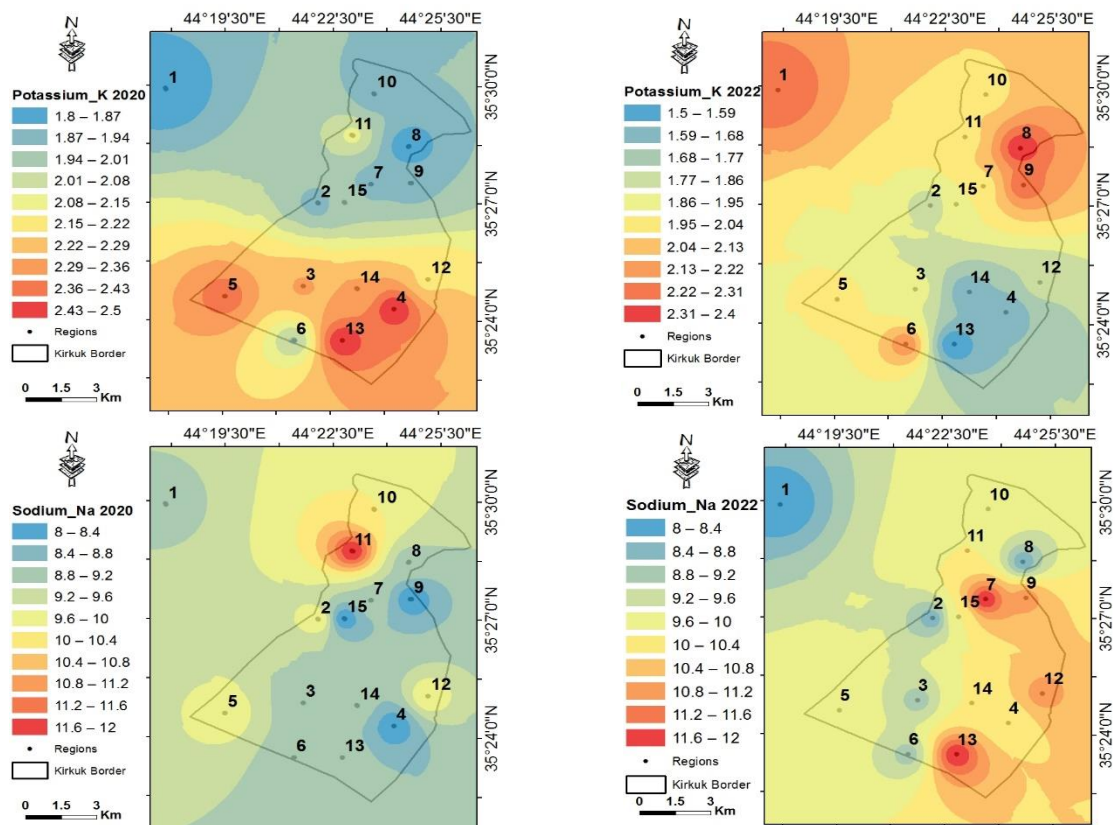 44°19'30"E 44°22'30"E 44°25'30"E
N
Potassium_K 2020
1.8 – 1.87
1.87 – 1.94
1.94 – 2.01
2.01 – 2.08
2.08 – 2.15
2.15 – 2.22
2.22 – 2.29
2.29 – 2.36
2.36 – 2.43
2.43 – 2.5
Regions
Kirkuk Border
0 1.5 3
Km
1
10
11
8
7
9
2
15
3
14
12
5
4
6
13
35°30'0"N
35°27'0"N
35°24'0"N
44°19'30"E 44°22'30"E 44°25'30"E
N
Potassium_K 2022
1.5 – 1.59
1.59 – 1.68
1.68 – 1.77
1.77 – 1.86
1.86 – 1.95
1.95 – 2.04
2.04 – 2.13
2.13 – 2.22
2.22 – 2.31
2.31 – 2.4
Regions
Kirkuk Border
0 1.5 3
Km
1
10
11
8
7
9
2
15
3
14
12
5
4
6
13
35°30'0"N
35°27'0"N
35°24'0"N
44°19'30"E 44°22'30"E 44°25'30"E
N
Sodium_Na 2020
8 – 8.4
8.4 – 8.8
8.8 – 9.2
9.2 – 9.6
9.6 – 10
10 – 10.4
10.4 – 10.8
10.8 – 11.2
11.2 – 11.6
11.6 – 12
Regions
Kirkuk Border
0 1.5 3
Km
1
10
11
8
7
9
2
15
3
14
12
5
4
6
13
35°30'0"N
35°27'0"N
35°24'0"N
44°19'30"E 44°22'30"E 44°25'30"E
N
Sodium_Na 2022
8 – 8.4
8.4 – 8.8
8.8 – 9.2
9.2 – 9.6
9.6 – 10
10 – 10.4
10.4 – 10.8
10.8 – 11.2
11.2 – 11.6
11.6 – 12
Regions
Kirkuk Border
0 1.5 3
Km
1
10
11
8
7
9
2
15
3
14
12
5
4
6
13
35°30'0"N
35°27'0"N
35°24'0"N